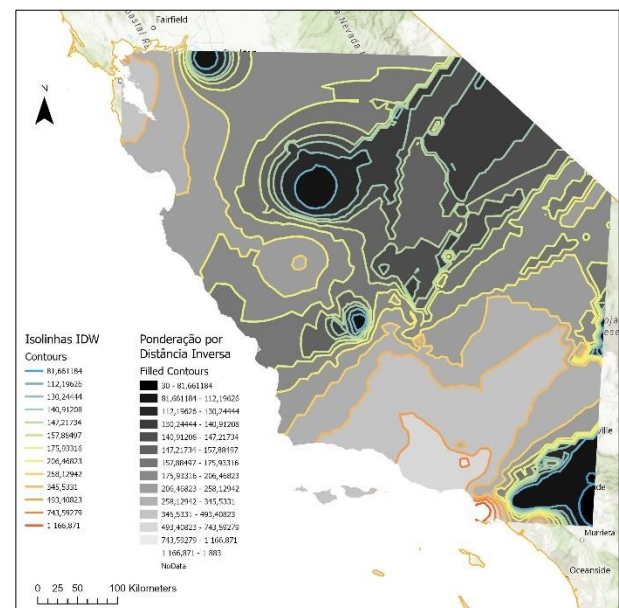 Fairfield
Nevada
N
Isolinhas IDW
Contours
81,661184
112,19626
130,24444
140,91208
147,21734
157,88497
175,93316
206,46823
258,12942
345,5331
493,40823
743,59279
1 166,871
Ponderação por
Distância Inversa
Filled Contours
30 - 81,661184
81,661184 - 112,19626
112,19626 - 130,24444
130,24444 - 140,91208
140,91208 - 147,21734
147,21734 - 157,88497
157,88497 - 175,93316
175,93316 - 206,46823
206,46823 - 258,12942
258,12942 - 345,5331
345,5331 - 493,40823
493,40823 - 743,59279
743,59279 - 1 166,871
1 166,871 - 1 883
NoData
0 25 50 100 Kilometers
ville
de
Murrieta
Oceanside